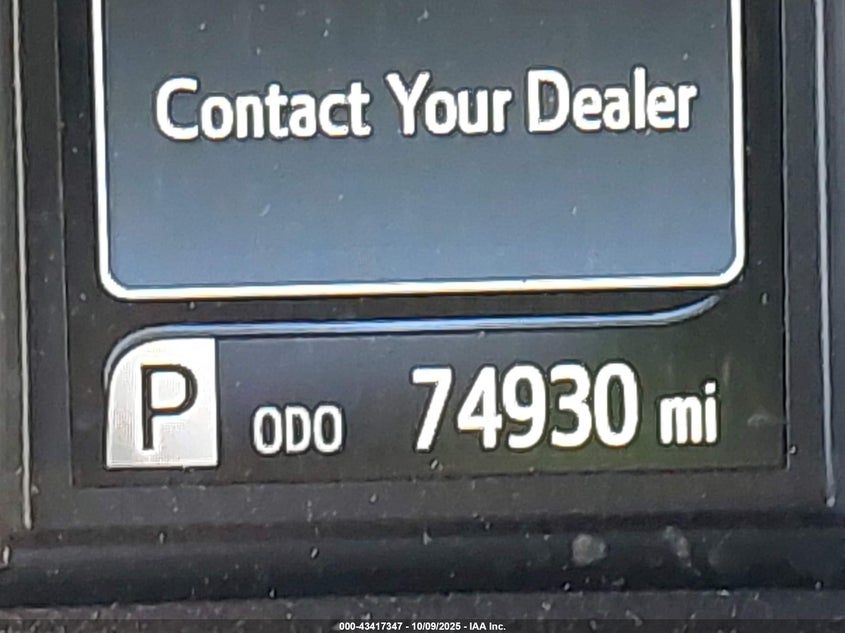 Contact Your Dealer
P ODO 74930 mi
000-43417347 - 10/09/2025 - IAA Inc.